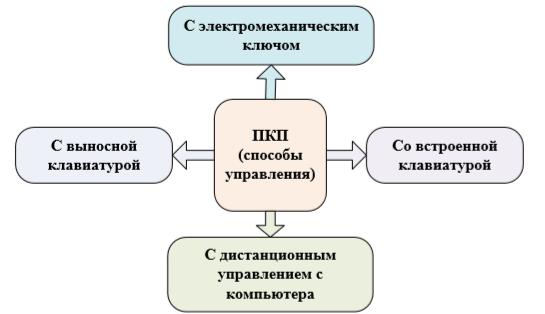 С электромеханическим
ключом
С выносной
клавиатурой
ПКП
(способы
управления)
Со встроенной
клавиатурой
С дистанционным
управлением с
компьютера